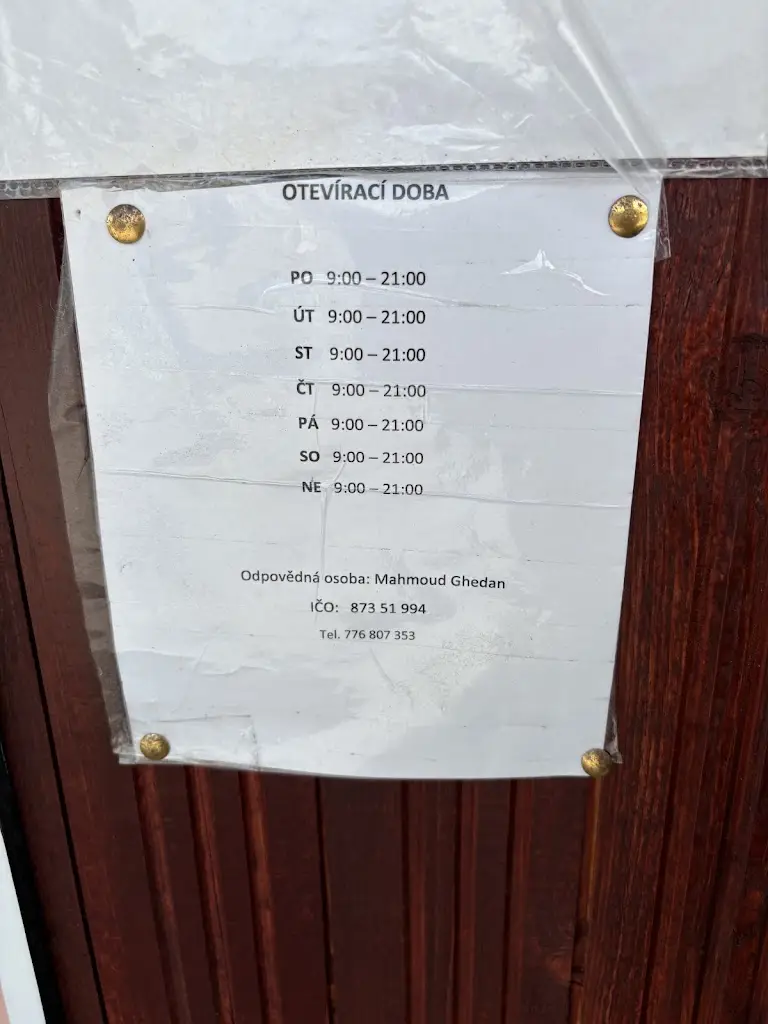 OTEVÍRACÍ DOBA
PO 9:00 – 21:00
ÚT 9:00 – 21:00
ST 9:00 – 21:00
ČT 9:00 – 21:00
PÁ 9:00 – 21:00
SO 9:00 – 21:00
NE 9:00 – 21:00
Odpovědná osoba: Mahmoud Ghedan
IČO: 873 51 994
Tel. 776 807 353